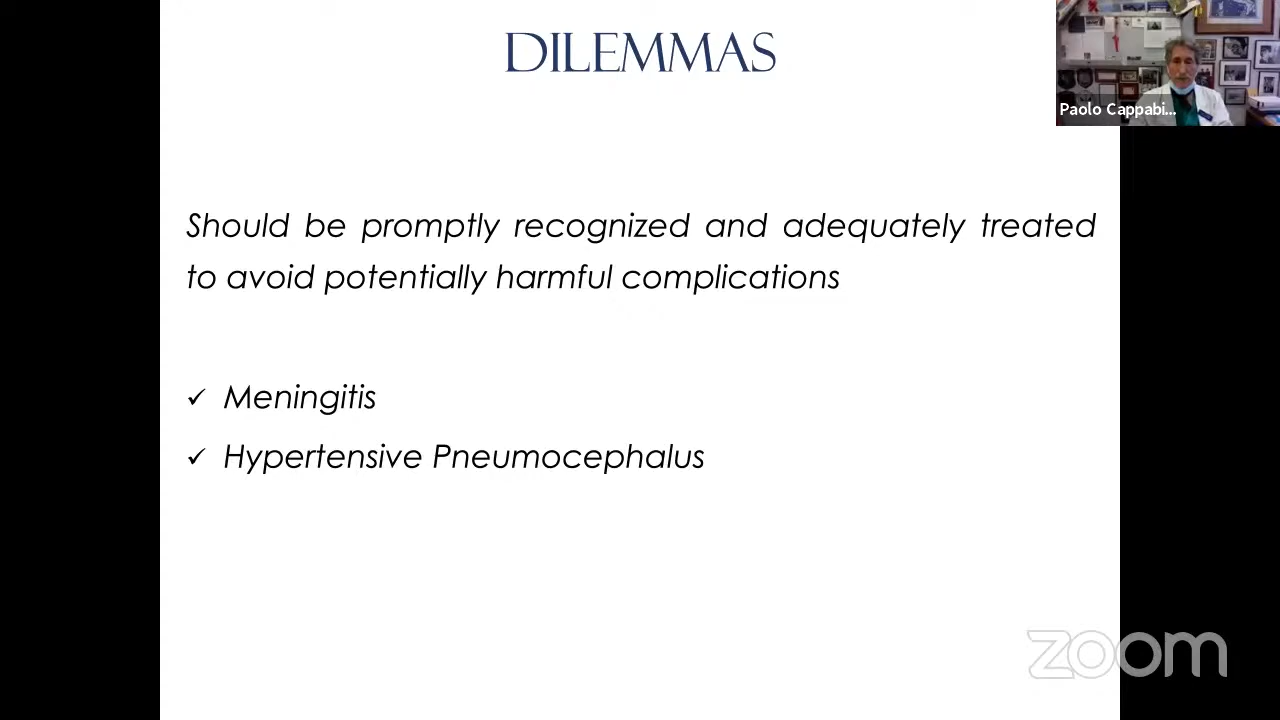 DILEMMAS
Paolo Cappabi...
Should be promptly recognized and adequately treated
to avoid potentially harmful complications
✓ Meningitis
✓ Hypertensive Pneumocephalus
zoom